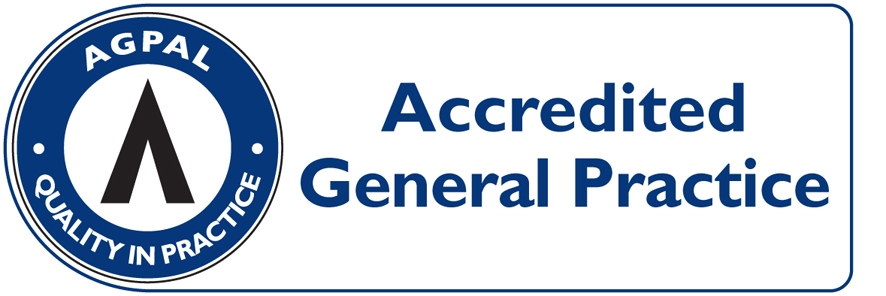 AGPAL
QUALITY IN PRACTICE
Accredited
General Practice